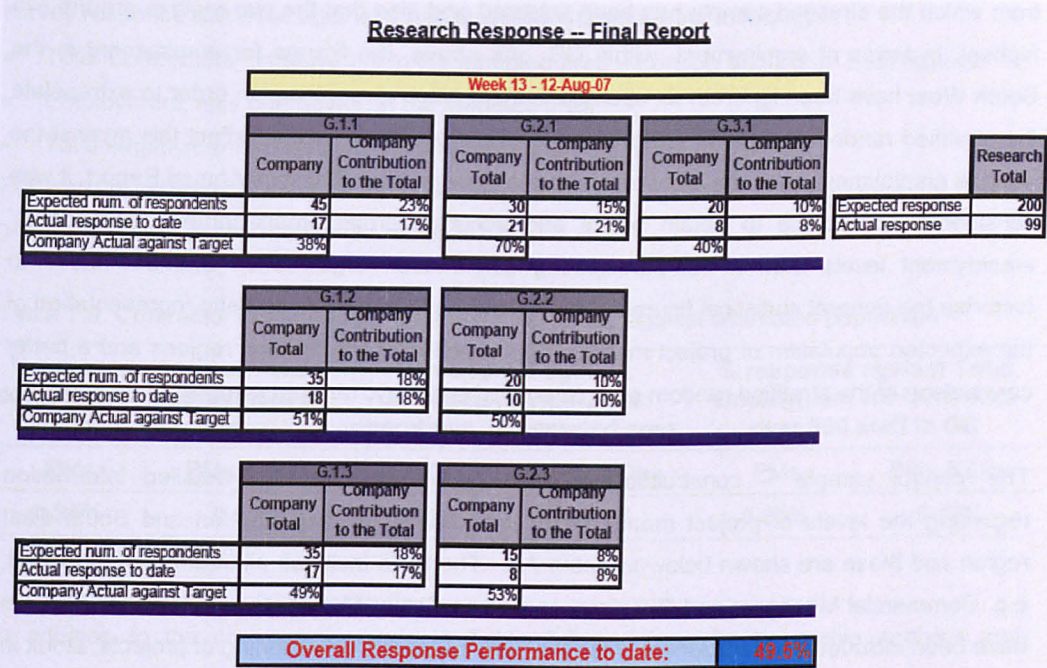 Research Response -- Final Report
Week 13 - 12-Aug-07
G.1.1 G.2.1 G.3.1
Company Total Company Contribution to the Total Company Total Company Contribution to the Total Company Total Company Contribution to the Total Research Total
Expected num. of respondents 45 23% 30 15% 20 10% Expected response 200
Actual response to date 17 17% 21 21% 8 8% Actual response 99
Company Actual against Target 38% 70% 40%
G.1.2 G.2.2
Company Total Company Contribution to the Total Company Total Company Contribution to the Total
Expected num. of respondents 35 18% 20 10%
Actual response to date 18 18% 10 10%
Company Actual against Target 51% 50%
G.1.3 G.2.3
Company Total Company Contribution to the Total Company Total Company Contribution to the Total
Expected num. of respondents 35 18% 15 8%
Actual response to date 17 17% 8 8%
Company Actual against Target 49% 53%
Overall Response Performance to date: 49.5%